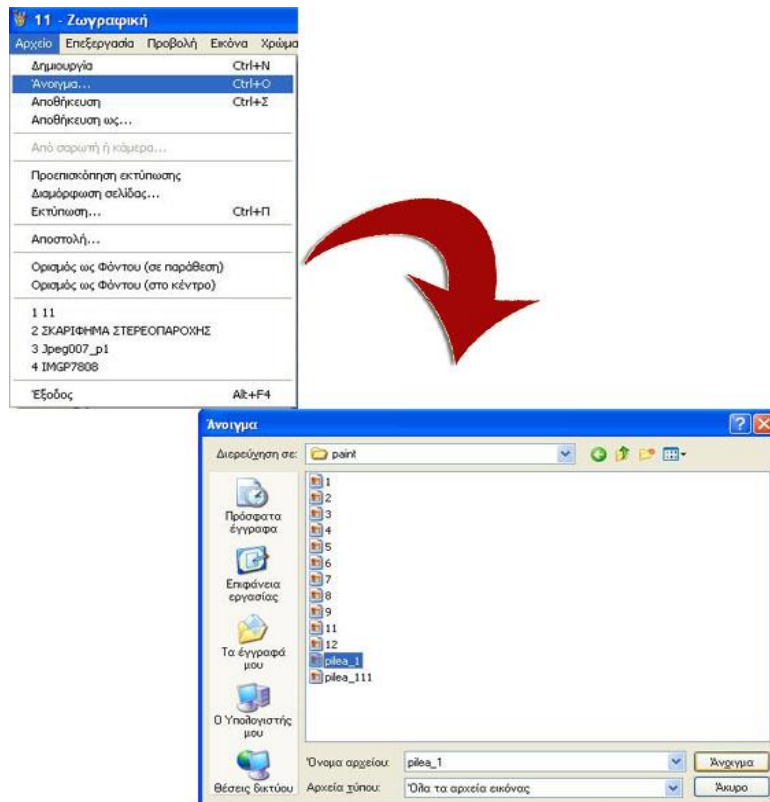 11 - Ζωγραφική
Αρχείο Επεξεργασία Προβολή Εικόνα Χρώμα
Δημιουργία Ctrl+N
Άνοιγμα... Ctrl+O
Αποθήκευση Ctrl+Σ
Αποθήκευση ως...
Από σαρωτή ή κάμερα...
Προεπισκόπηση εκτύπωσης
Διαμόρφωση σελίδας...
Εκτύπωση... Ctrl+Π
Αποστολή...
Ορισμός ως Φόντου (σε παράθεση)
Ορισμός ως Φόντου (στο κέντρο)
1 11
2 ΣΚΑΡΙΦΗΜΑ ΣΤΕΡΕΟΠΑΡΟΧΗΣ
3 Jpeg007_p1
4 IMGP7808
Έξοδος Alt+F4
Άνοιγμα
Διερεύνηση σε: paint
Πρόσφατα
έγγραφα
Επιφάνεια
εργασίας
Τα έγγραφά
μου
Ο Υπολογιστής
μου
Θέσεις δικτύου
1
2
3
4
5
6
7
8
9
11
12
pilea_1
pilea_111
Όνομα αρχείου: pilea_1 Άνοιγμα
Αρχεία τύπου: Όλα τα αρχεία εικόνας Άκυρο